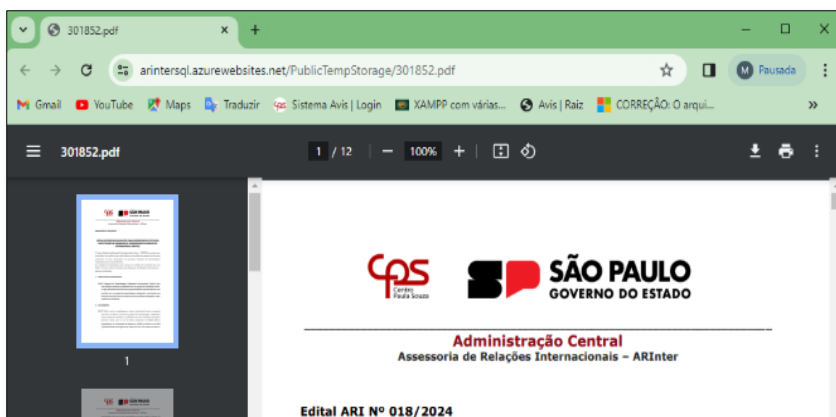 301852.pdf
arintersql.azurewebsites.net/PublicTempStorage/301852.pdf
M
Pausada
Gmail
YouTube
Maps
Traduzir
Sistema Avis | Login
XAMPP com várias...
Avis | Raiz
CORREÇÃO: O arqui...
»
301852.pdf
1 / 12
100%
1
CPS
Centro
Paula Souza
SP
SÃO PAULO
GOVERNO DO ESTADO
Administração Central
Assessoria de Relações Internacionais – ARInter
Edital ARI Nº 018/2024